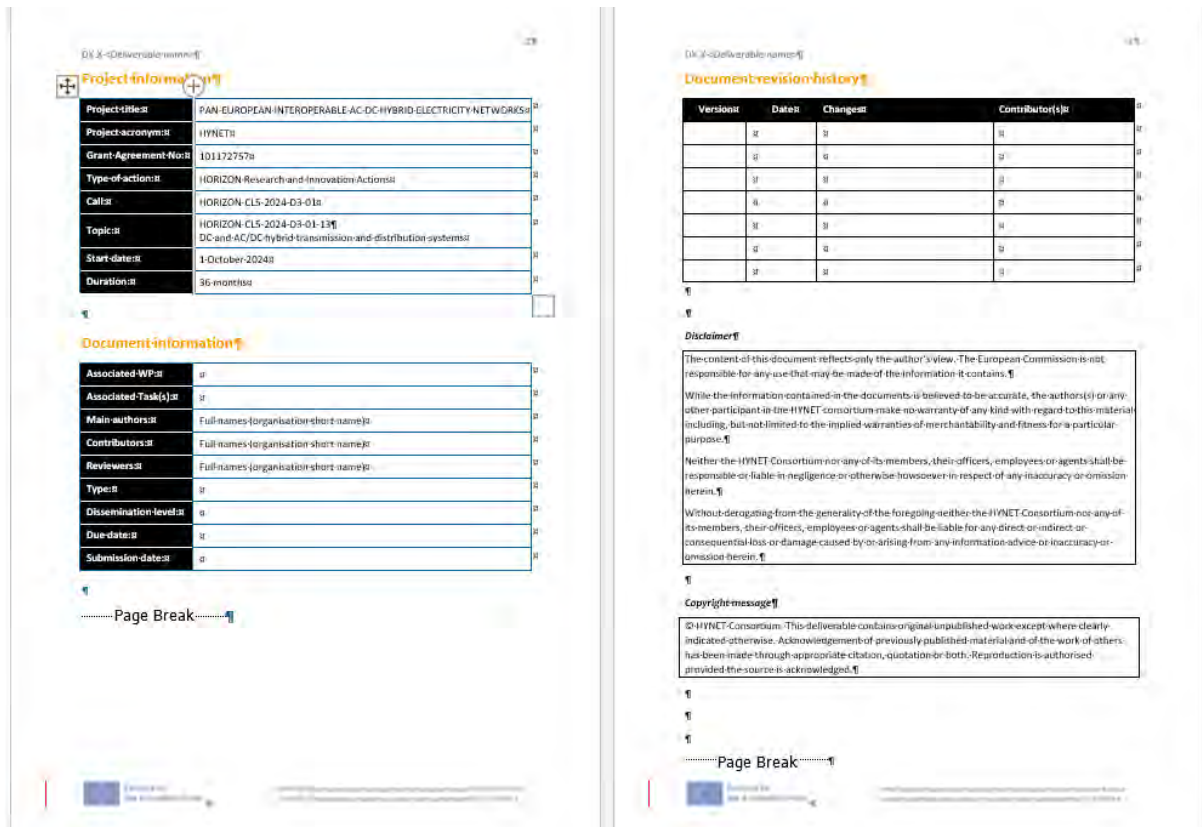 DX.X-<Deliverable name>¶
Project information¶
Project title:¤ PAN-EUROPEAN-INTEROPERABLE-AC-DC-HYBRID-ELECTRICITY-NETWORKS¤
Project acronym:¤ HYNET¤
Grant Agreement No:¤ 101172757¤
Type of action:¤ HORIZON Research and Innovation Actions¤
Call:¤ HORIZON-CL5-2024-D3-01¤
Topic:¤ HORIZON-CL5-2024-D3-01-13¶
DC and AC/DC hybrid transmission and distribution systems¤
Start date:¤ 1 October 2024¤
Duration:¤ 36 months¤
¶
Document information¶
Associated WP:¤ ¤
Associated Task(s):¤ ¤
Main authors:¤ Full names (organisation short name)¤
Contributors:¤ Full names (organisation short name)¤
Reviewers:¤ Full names (organisation short name)¤
Type:¤ ¤
Dissemination level:¤ ¤
Due date:¤ ¤
Submission date:¤ ¤
¶
Page Break ¶
DX.X-<Deliverable name>¶
Document revision history¶
Version¤ Date¤ Changes¤ Contributor(s)¤
¶
¶
Disclaimer¶
The content of this document reflects only the author's view. The European Commission is not
responsible for any use that may be made of the information it contains.¶
While the information contained in the documents is believed to be accurate, the authors(s) or any
other participant in the HYNET consortium make no warranty of any kind with regard to this material
including, but not limited to the implied warranties of merchantability and fitness for a particular
purpose.¶
Neither the HYNET Consortium nor any of its members, their officers, employees or agents shall be
responsible or liable in negligence or otherwise howsoever in respect of any inaccuracy or omission
herein.¶
Without derogating from the generality of the foregoing neither the HYNET Consortium nor any of
its members, their officers, employees or agents shall be liable for any direct or indirect or
consequential loss or damage caused by or arising from any information advice or inaccuracy or
omission herein.¶
¶
Copyright message¶
© HYNET Consortium. This deliverable contains original unpublished work except where clearly
indicated otherwise. Acknowledgement of previously published material and of the work of others
has been made through appropriate citation, quotation or both. Reproduction is authorised
provided the source is acknowledged.¶
¶
¶
¶
Page Break ¶